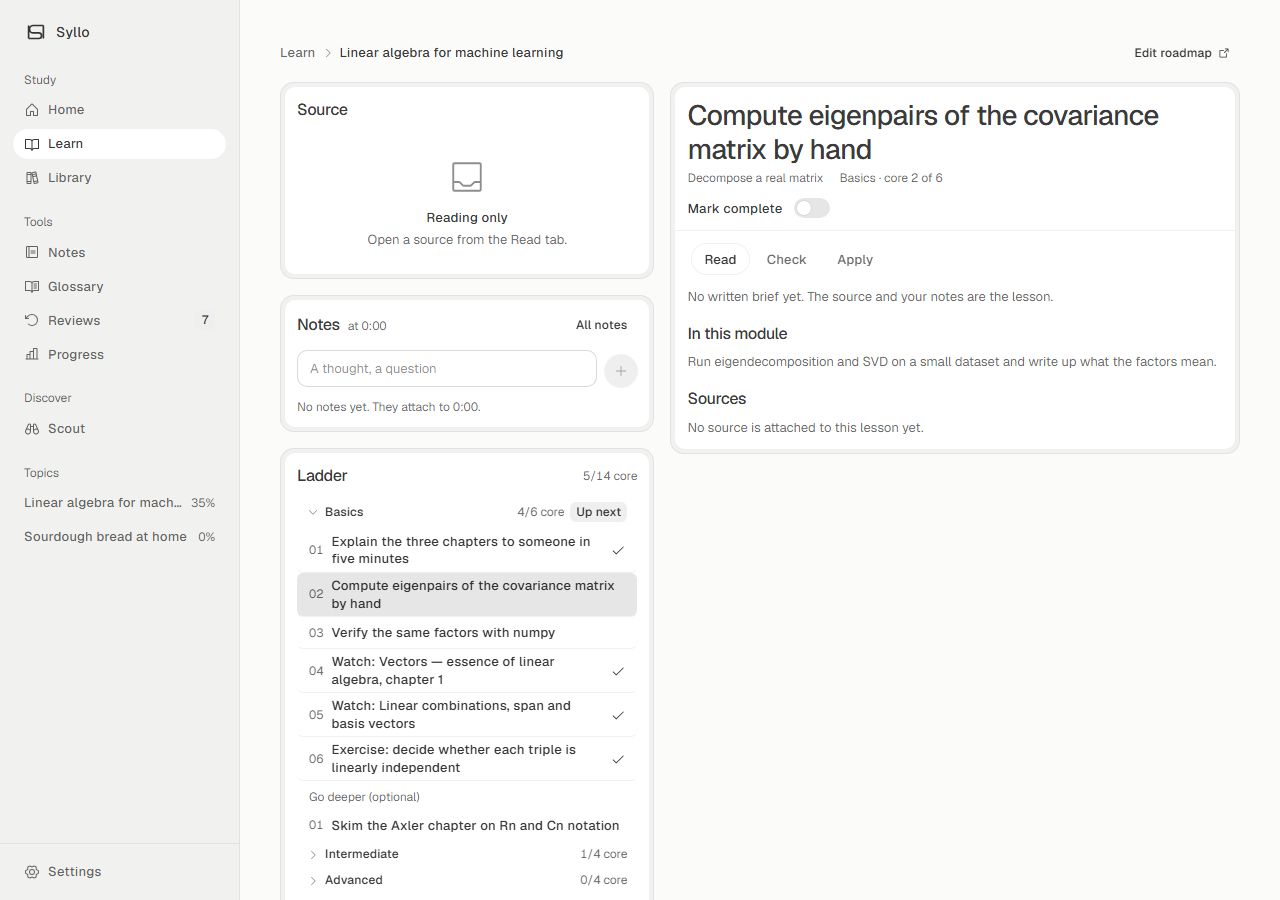 Syllo
Study
Home
Learn
Library
Tools
Notes
Glossary
Reviews 7
Progress
Discover
Scout
Topics
Linear algebra for mach... 35%
Sourdough bread at home 0%
Settings
Learn
Linear algebra for machine learning
Edit roadmap
Source
Reading only
Open a source from the Read tab.
Notes at 0:00
All notes
A thought, a question
No notes yet. They attach to 0:00.
Ladder
5/14 core
Basics
4/6 core
Up next
01 Explain the three chapters to someone in
five minutes
02 Compute eigenpairs of the covariance matrix
by hand
03 Verify the same factors with numpy
04 Watch: Vectors — essence of linear
algebra, chapter 1
05 Watch: Linear combinations, span and
basis vectors
06 Exercise: decide whether each triple is
linearly independent
Go deeper (optional)
01 Skim the Axler chapter on Rn and Cn notation
Intermediate 1/4 core
Advanced 0/4 core
Compute eigenpairs of the covariance
matrix by hand
Decompose a real matrix
Basics · core 2 of 6
Mark complete
Read
Check
Apply
No written brief yet. The source and your notes are the lesson.
In this module
Run eigendecomposition and SVD on a small dataset and write up what the factors mean.
Sources
No source is attached to this lesson yet.